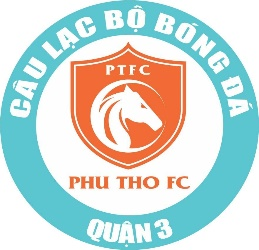 CÂU LẠC BỘ BÓNG ĐÁ
PTFC
PHU THO FC
QUẬN 3